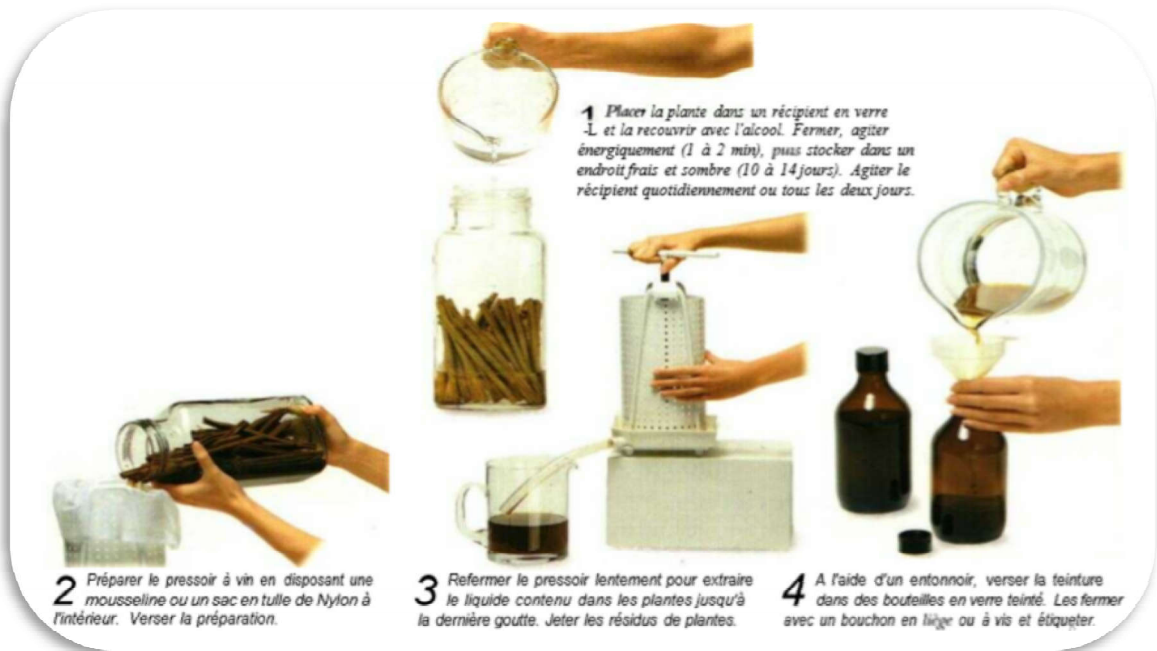 1 Placer la plante dans un récipient en verre
-L et la recouvrir avec l'alcool. Fermer, agiter
énergiquement (1 à 2 min), puis stocker dans un
endroit frais et sombre (10 à 14 jours). Agiter le
récipient quotidiennement ou tous les deux jours.
2 Préparer le pressoir à vin en disposant une
mousseline ou un sac en tulle de Nylon à
l'intérieur. Verser la préparation.
3 Refermer le pressoir lentement pour extraire
le liquide contenu dans les plantes jusqu'à
la dernière goutte. Jeter les résidus de plantes.
4 A l'aide d'un entonnoir, verser la teinture
dans des bouteilles en verre teinté. Les fermer
avec un bouchon en liège ou à vis et étiqueter.